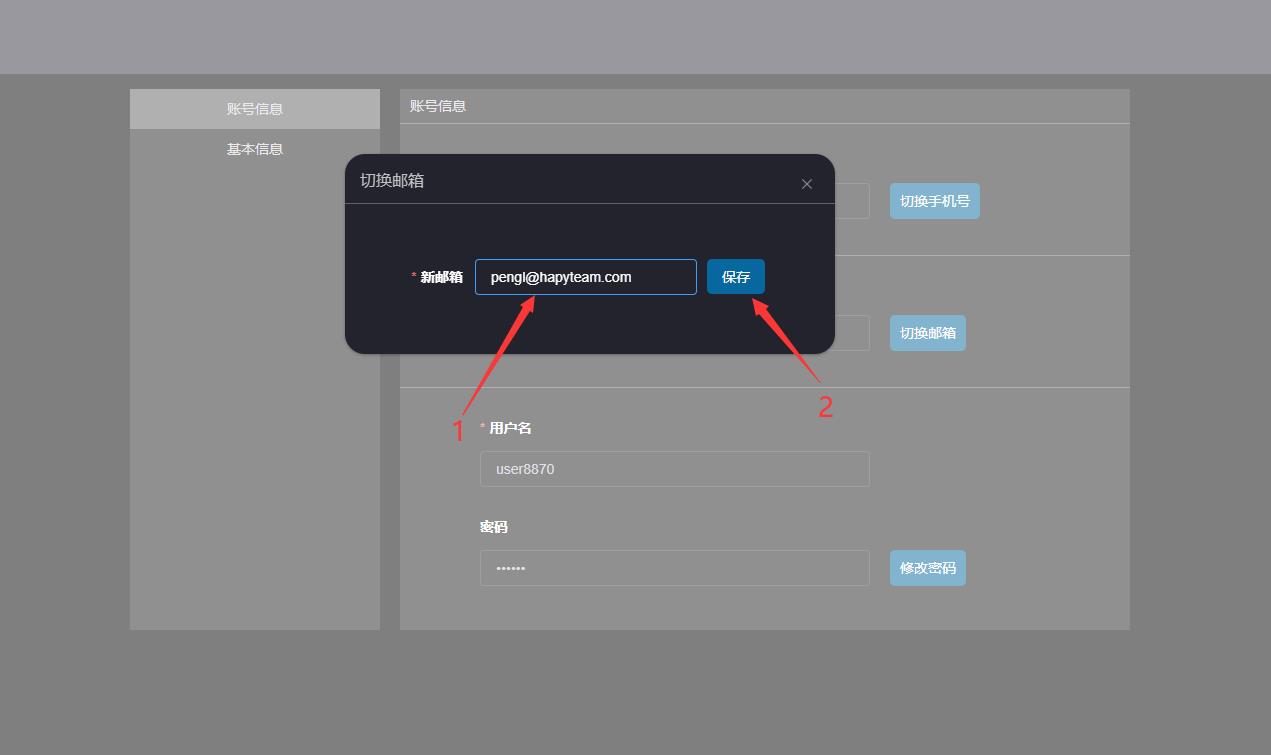 账号信息
基本信息
账号信息
切换手机号
切换邮箱
* 新邮箱 pengl@hapyteam.com 保存
切换邮箱
1
2
* 用户名
user8870
密码
••••••
修改密码